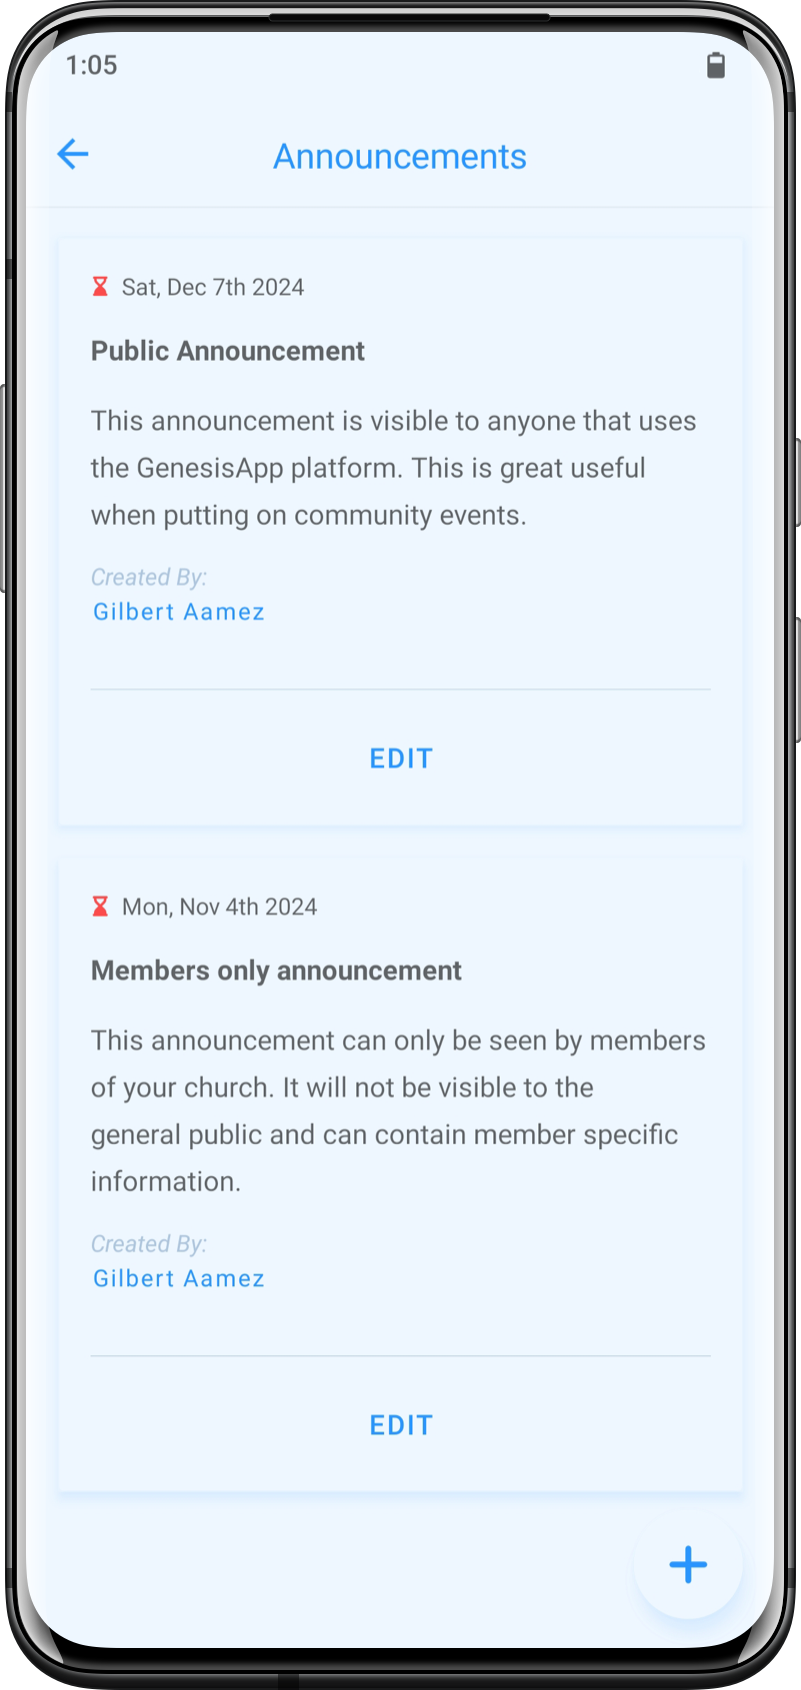 1:05
Announcements
Sat, Dec 7th 2024
Public Announcement
This announcement is visible to anyone that uses
the GenesisApp platform. This is great useful
when putting on community events.
Created By:
Gilbert Aamez
EDIT
Mon, Nov 4th 2024
Members only announcement
This announcement can only be seen by members
of your church. It will not be visible to the
general public and can contain member specific
information.
Created By:
Gilbert Aamez
EDIT